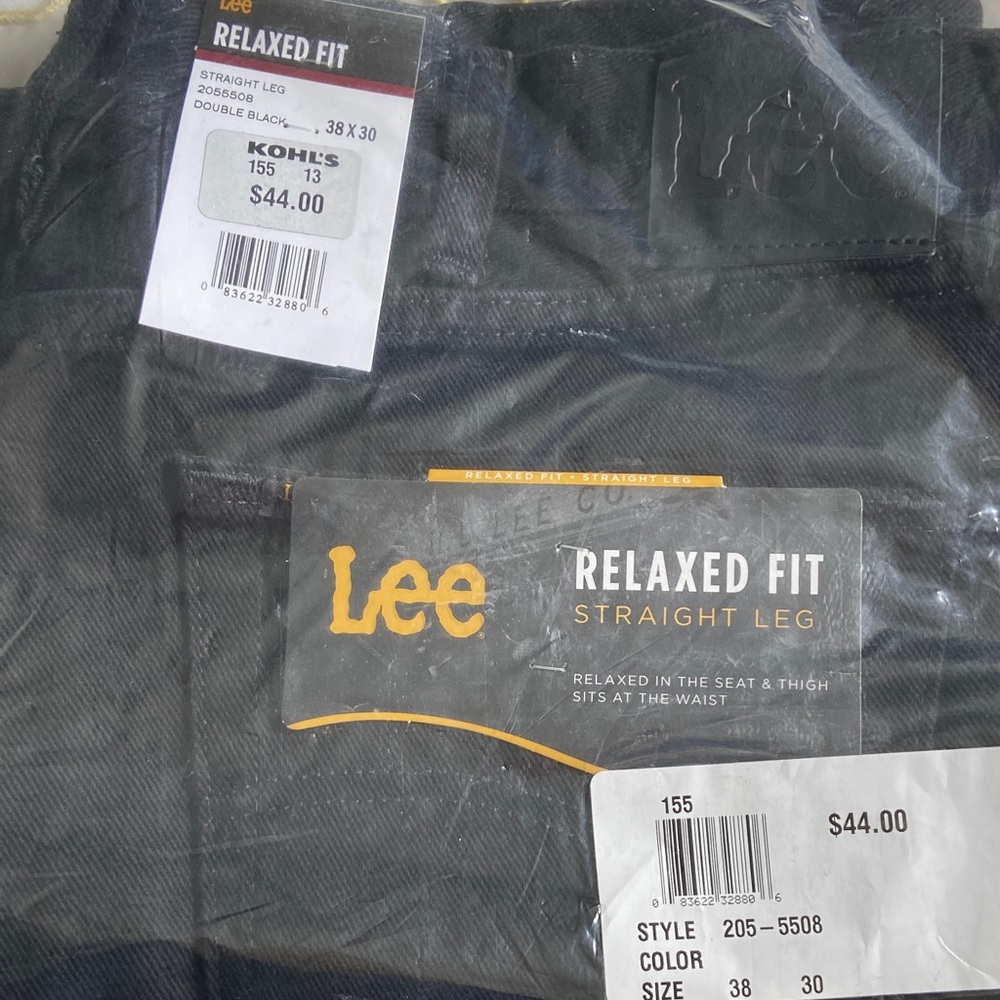 Lee
RELAXED FIT
STRAIGHT LEG
2055508
DOUBLE BLACK
38 X 30
KOHL'S
155 13
$44.00
0 83622 32880 6
Lee
RELAXED FIT • STRAIGHT LEG
LEE CO.
Lee
RELAXED FIT
STRAIGHT LEG
RELAXED IN THE SEAT & THIGH
SITS AT THE WAIST
155
$44.00
0 83622 32880 6
STYLE 205-5508
COLOR
SIZE 38 30